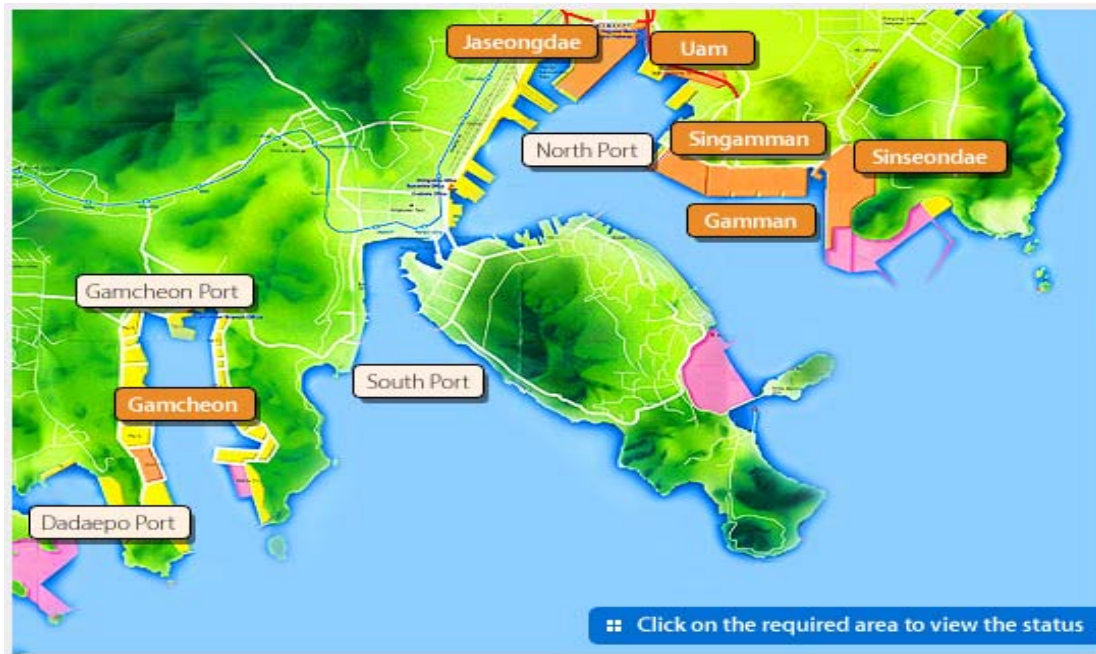 Jaseongdae
Uam
North Port
Singamman
Sinseondae
Gamman
Gamcheon Port
South Port
Gamcheon
Dadaepo Port
Click on the required area to view the status